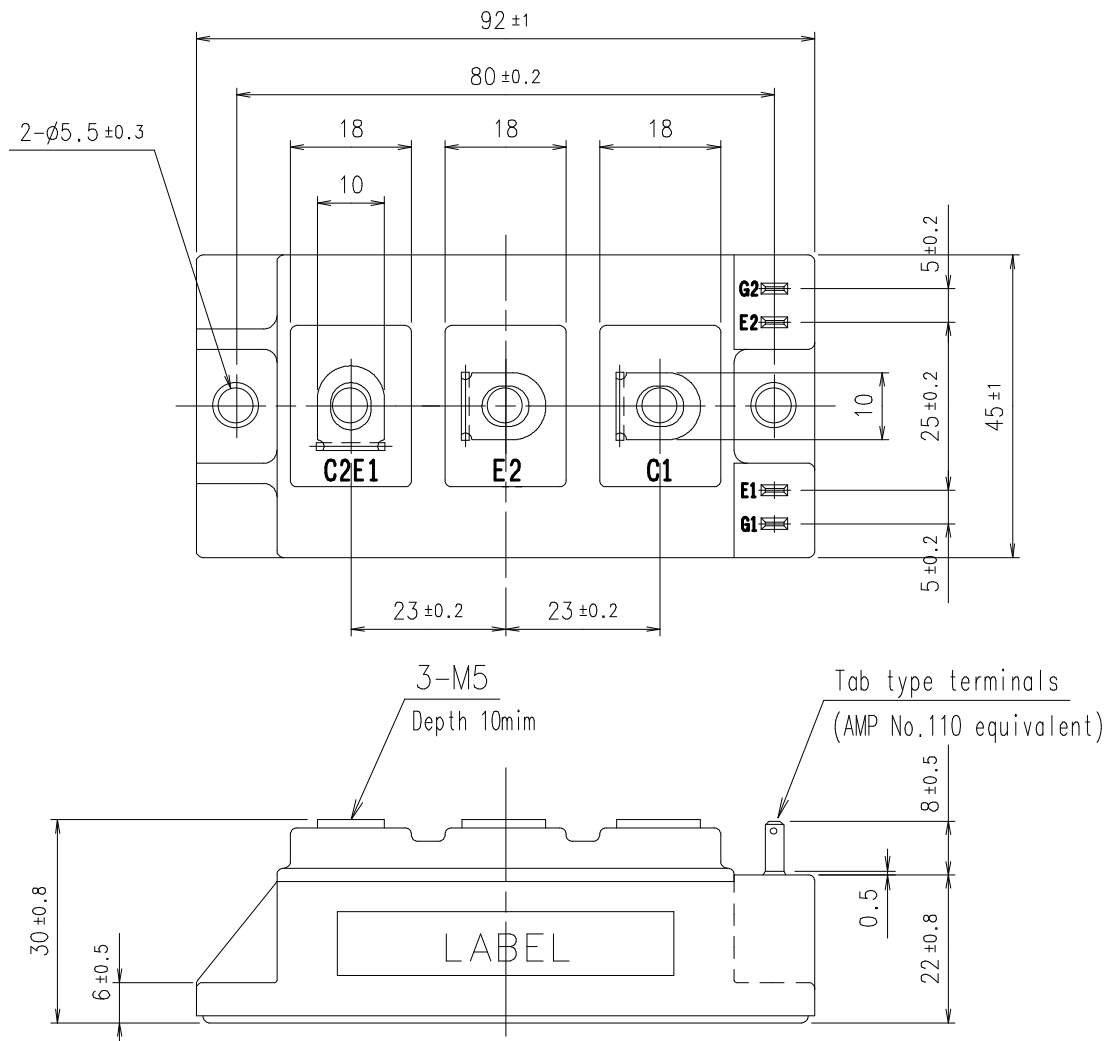 92 ±1
80 ±0.2
2-ø5.5 ±0.3
18
18
18
10
5 ±0.2
G2
E2
25 ±0.2
10
45 ±1
C2E1
E2
C1
E1
G1
5 ±0.2
23 ±0.2
23 ±0.2
3-M5
Depth 10mim
Tab type terminals
(AMP No.110 equivalent)
8 ±0.5
0.5
30 ±0.8
LABEL
22 ±0.8
6 ±0.5